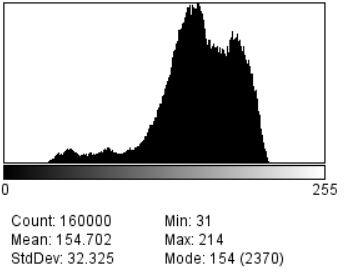 0 255
Count: 160000 Min: 31
Mean: 154.702 Max: 214
StdDev: 32.325 Mode: 154 (2370)